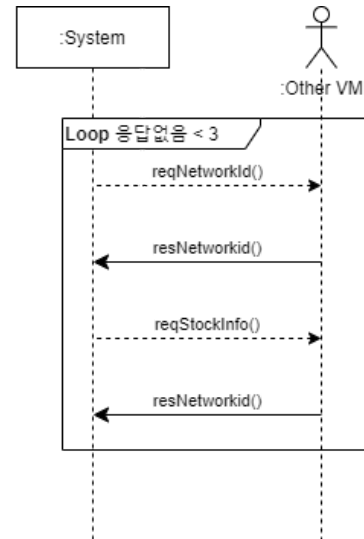 :System
:Other VM
Loop 응답없음 < 3
reqNetworkId()
resNetworkid()
reqStockInfo()
resNetworkid()